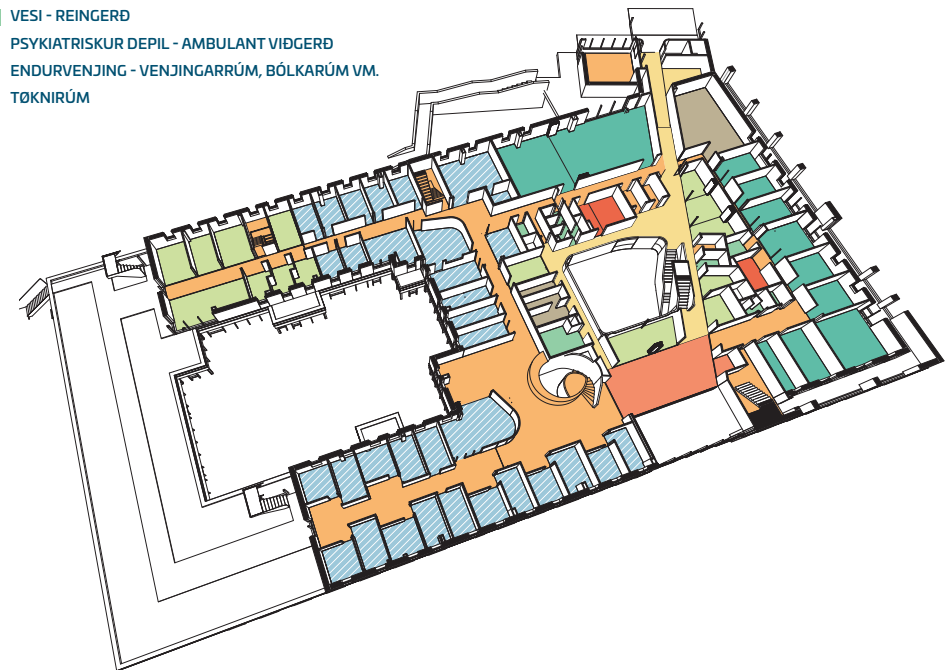 VESI - REINGERÐ
PSYKIATRISKUR DEPIL - AMBULANT VIÐGERÐ
ENDURVENJING - VENJINGARRÚM, BÓLKARÚM VM.
TØKNIRÚM